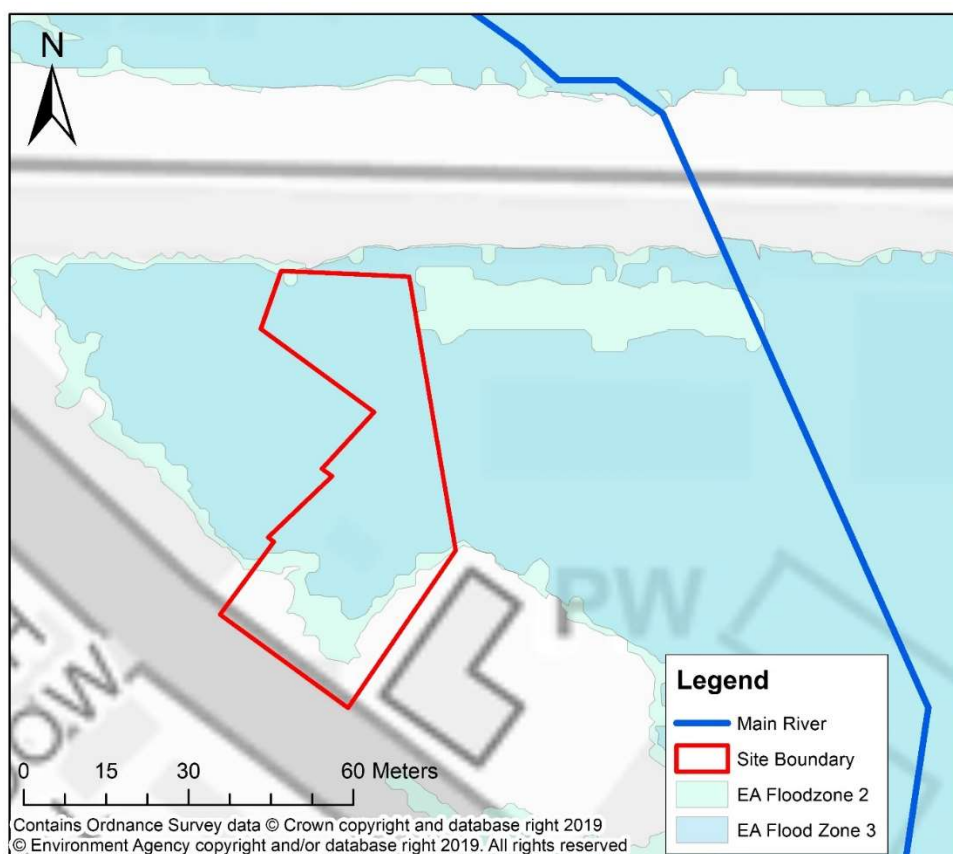 N
PW
OW
Legend
Main River
Site Boundary
EA Floodzone 2
EA Flood Zone 3
0 15 30 60 Meters
Contains Ordnance Survey data © Crown copyright and database right 2019
© Environment Agency copyright and/or database right 2019. All rights reserved